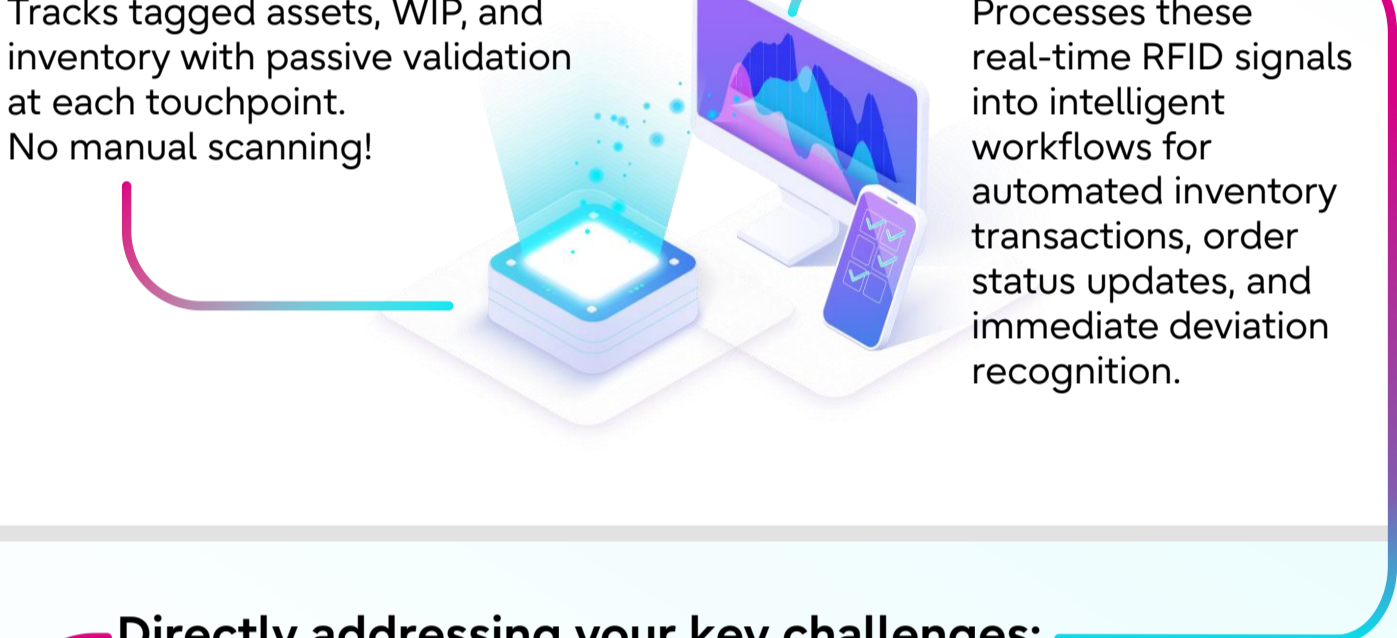 Tracks tagged assets, WIP, and
inventory with passive validation
at each touchpoint.
No manual scanning!
Processes these
real-time RFID signals
into intelligent
workflows for
automated inventory
transactions, order
status updates, and
immediate deviation
recognition.
Directly addressing your key challenges: